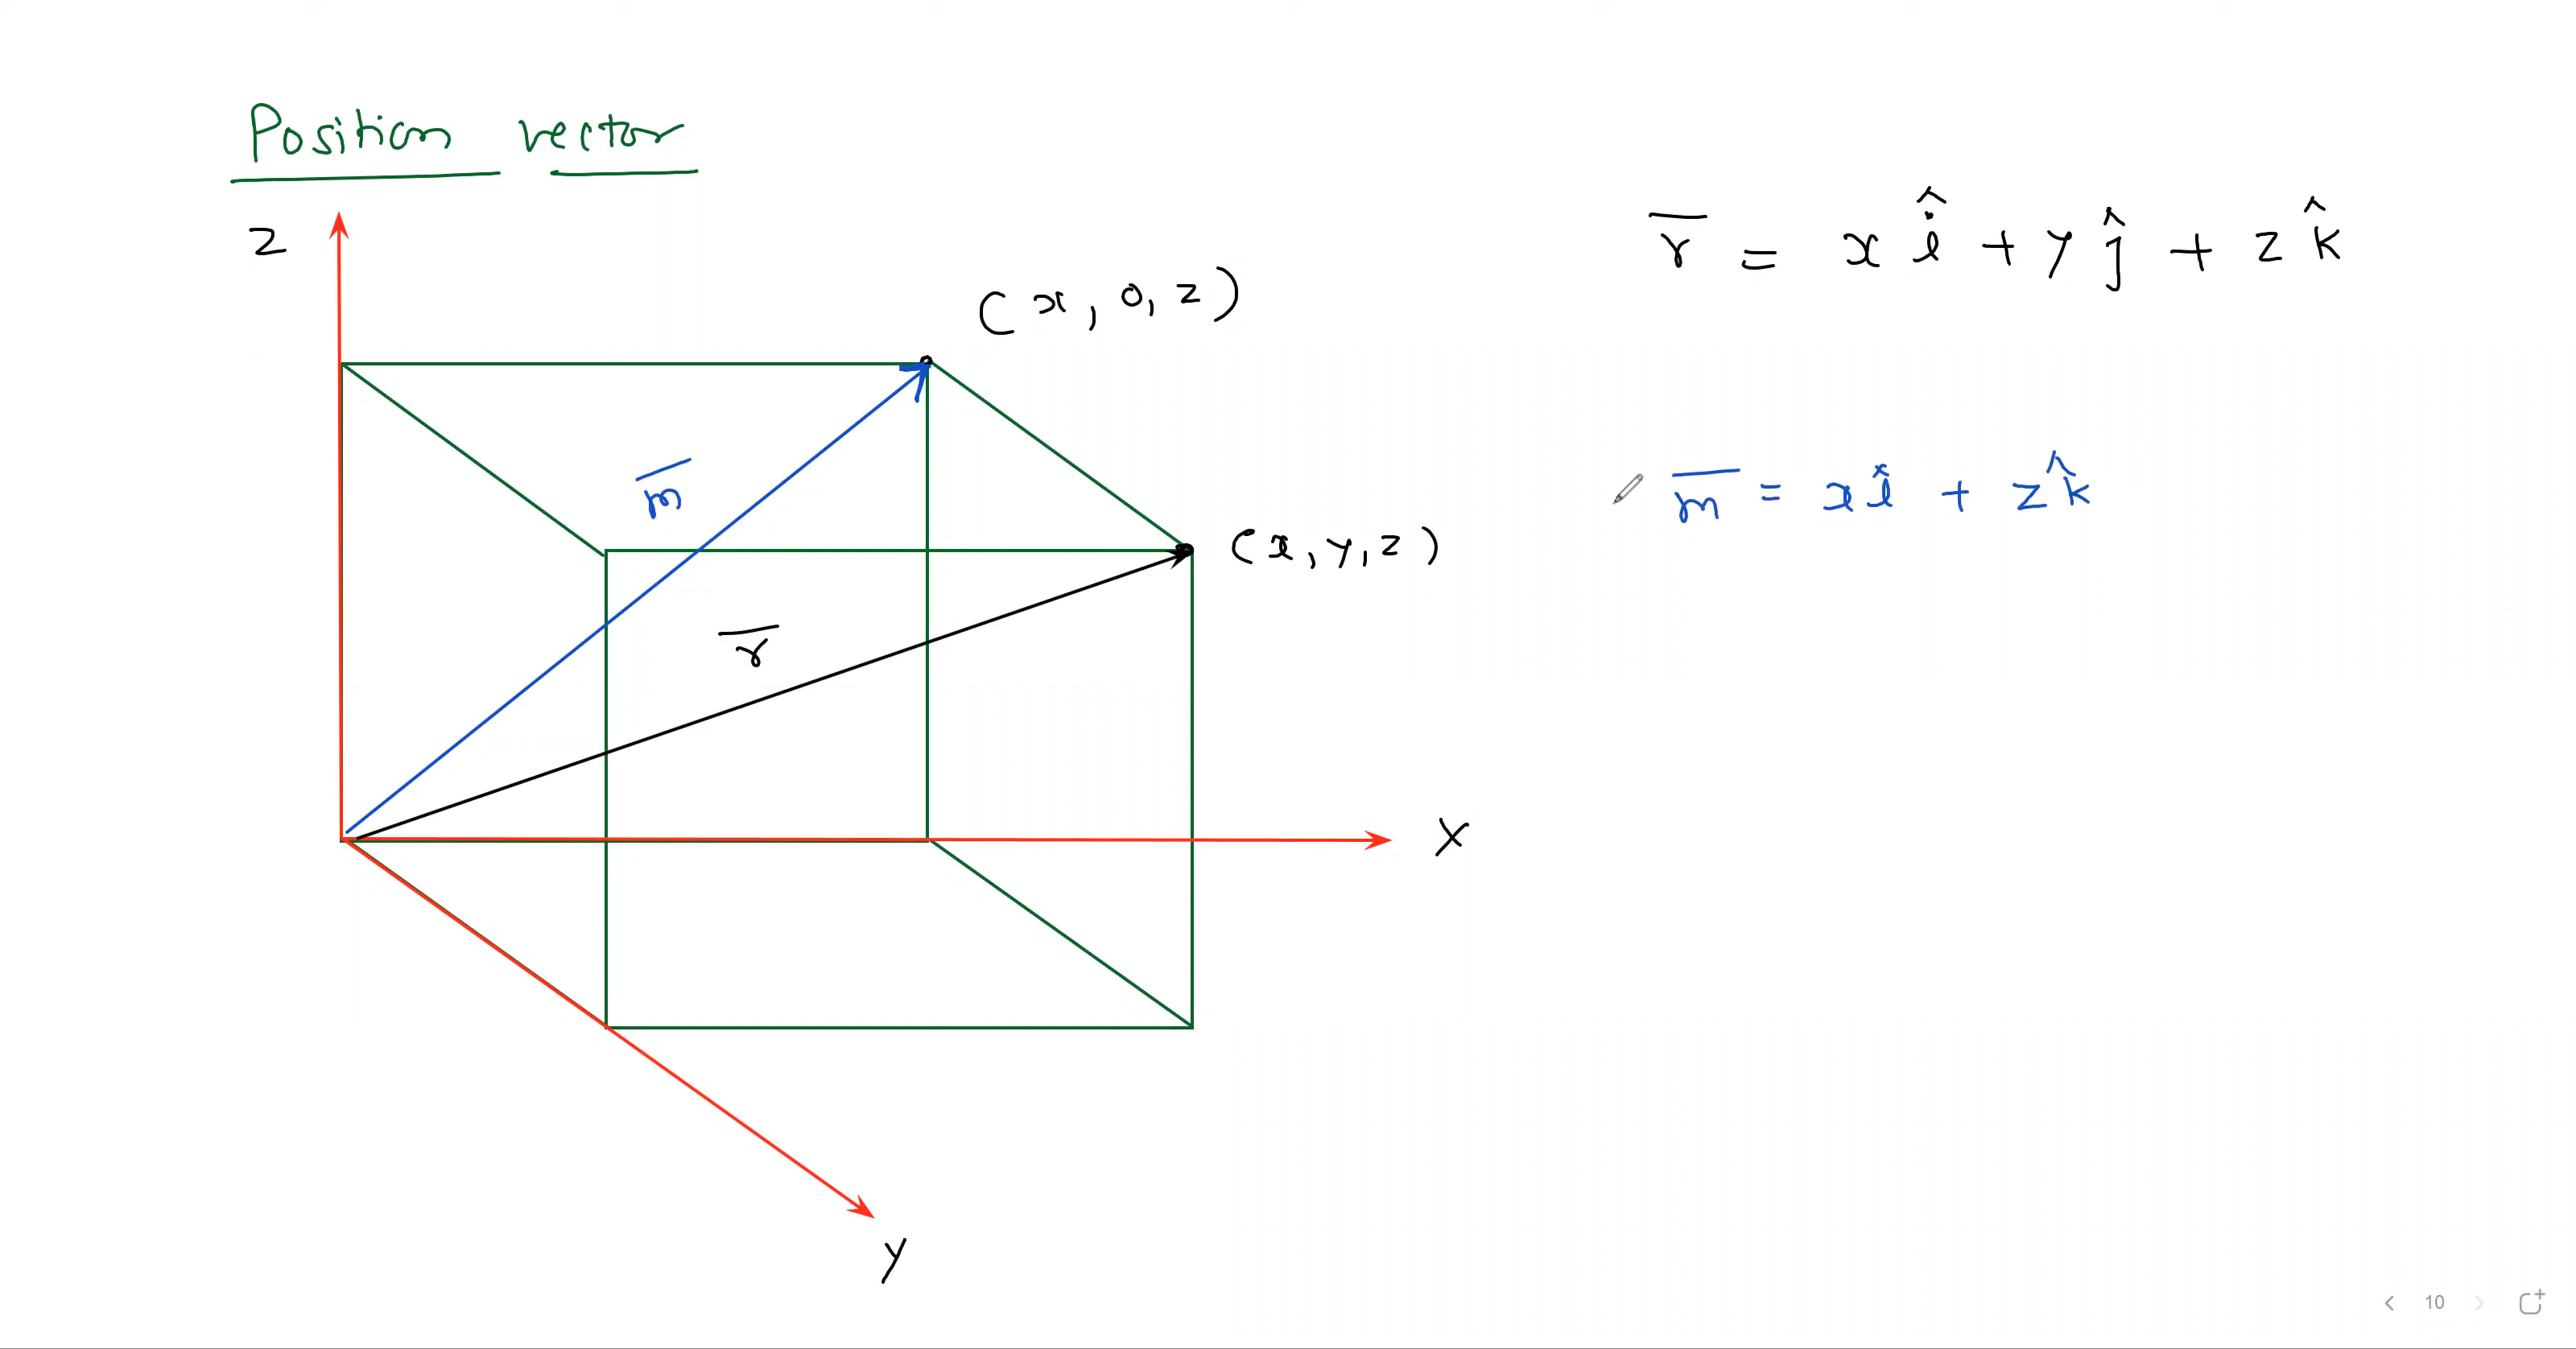 Position vector
Z
r̅ = x î + y ĵ + z k̂
(x, 0, z)
m̅
m̅ = x î + z k̂
(x, y, z)
r̅
X
y
10